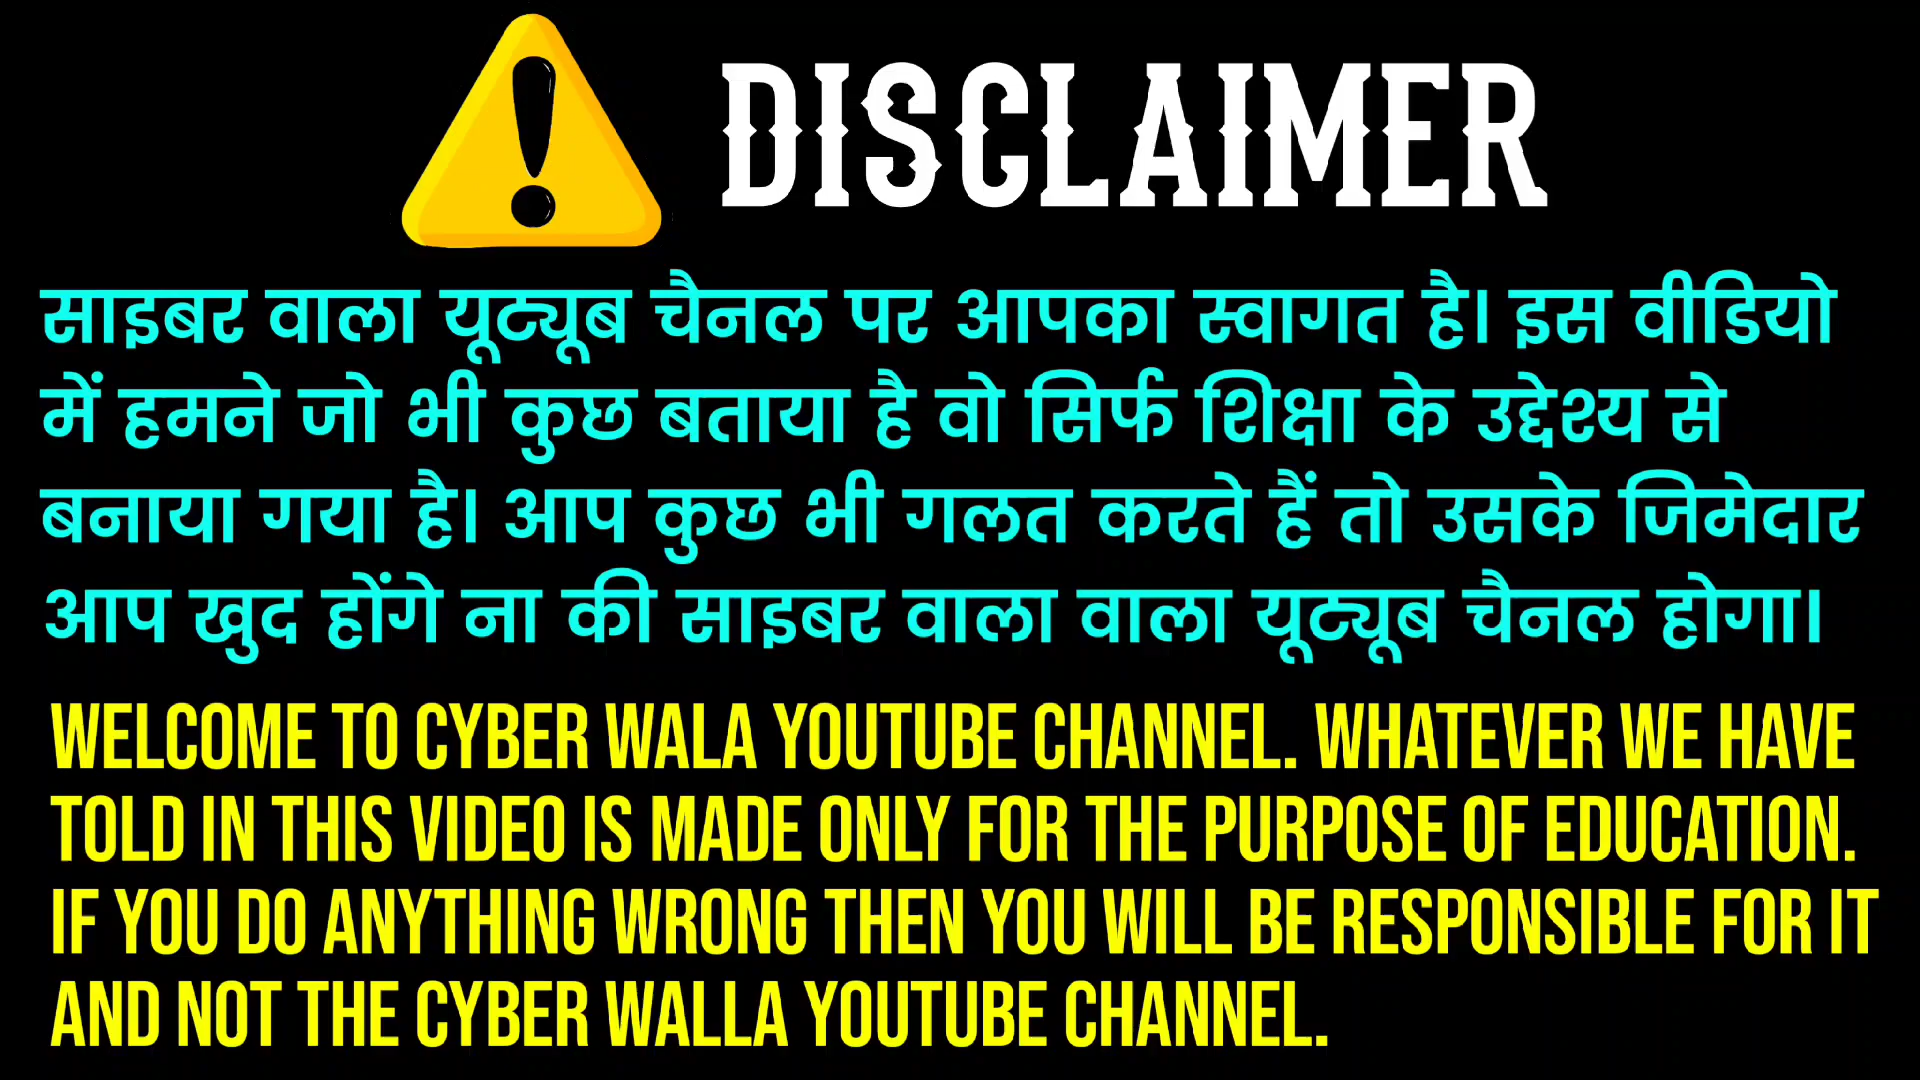 DISCLAIMER
साइबर वाला यूट्यूब चैनल पर आपका स्वागत है। इस वीडियो
में हमने जो भी कुछ बताया है वो सिर्फ शिक्षा के उद्देश्य से
बनाया गया है। आप कुछ भी गलत करते हैं तो उसके जिमेदार
आप खुद होंगे ना की साइबर वाला वाला यूट्यूब चैनल होगा।
WELCOME TO CYBER WALA YOUTUBE CHANNEL. WHATEVER WE HAVE
TOLD IN THIS VIDEO IS MADE ONLY FOR THE PURPOSE OF EDUCATION.
IF YOU DO ANYTHING WRONG THEN YOU WILL BE RESPONSIBLE FOR IT
AND NOT THE CYBER WALLA YOUTUBE CHANNEL.